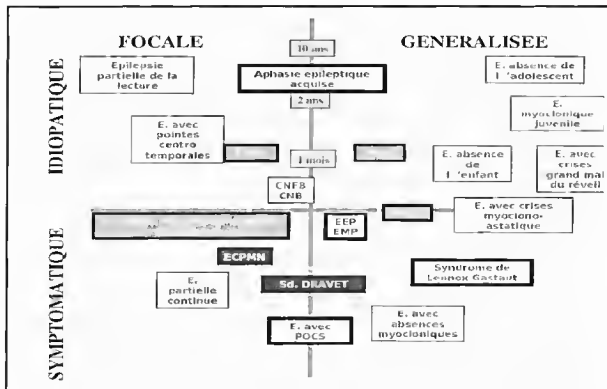 FOCALE
GENERALISEE
IDIOPATIQUE
SYMPTOMATIQUE
10 ans
Epilepsie
partielle de la
lecture
Aphasie epileptique
acquise
E. absence de
l 'adolescent
2 ans
E.
myoclonique
juvenile
E. avec
pointes
centro
temporales
1 mois
E. absence
de
l 'enfant
E. avec
crises
grand mal
du réveil
CNFB
CNB
EEP
EMP
E. avec crises
myoclono-
astatique
ECPMN
Sd. DRAVET
Syndrome de
Lennox Gastaut
E.
partielle
continue
E. avec
POCS
E. avec
absences
myocloniques